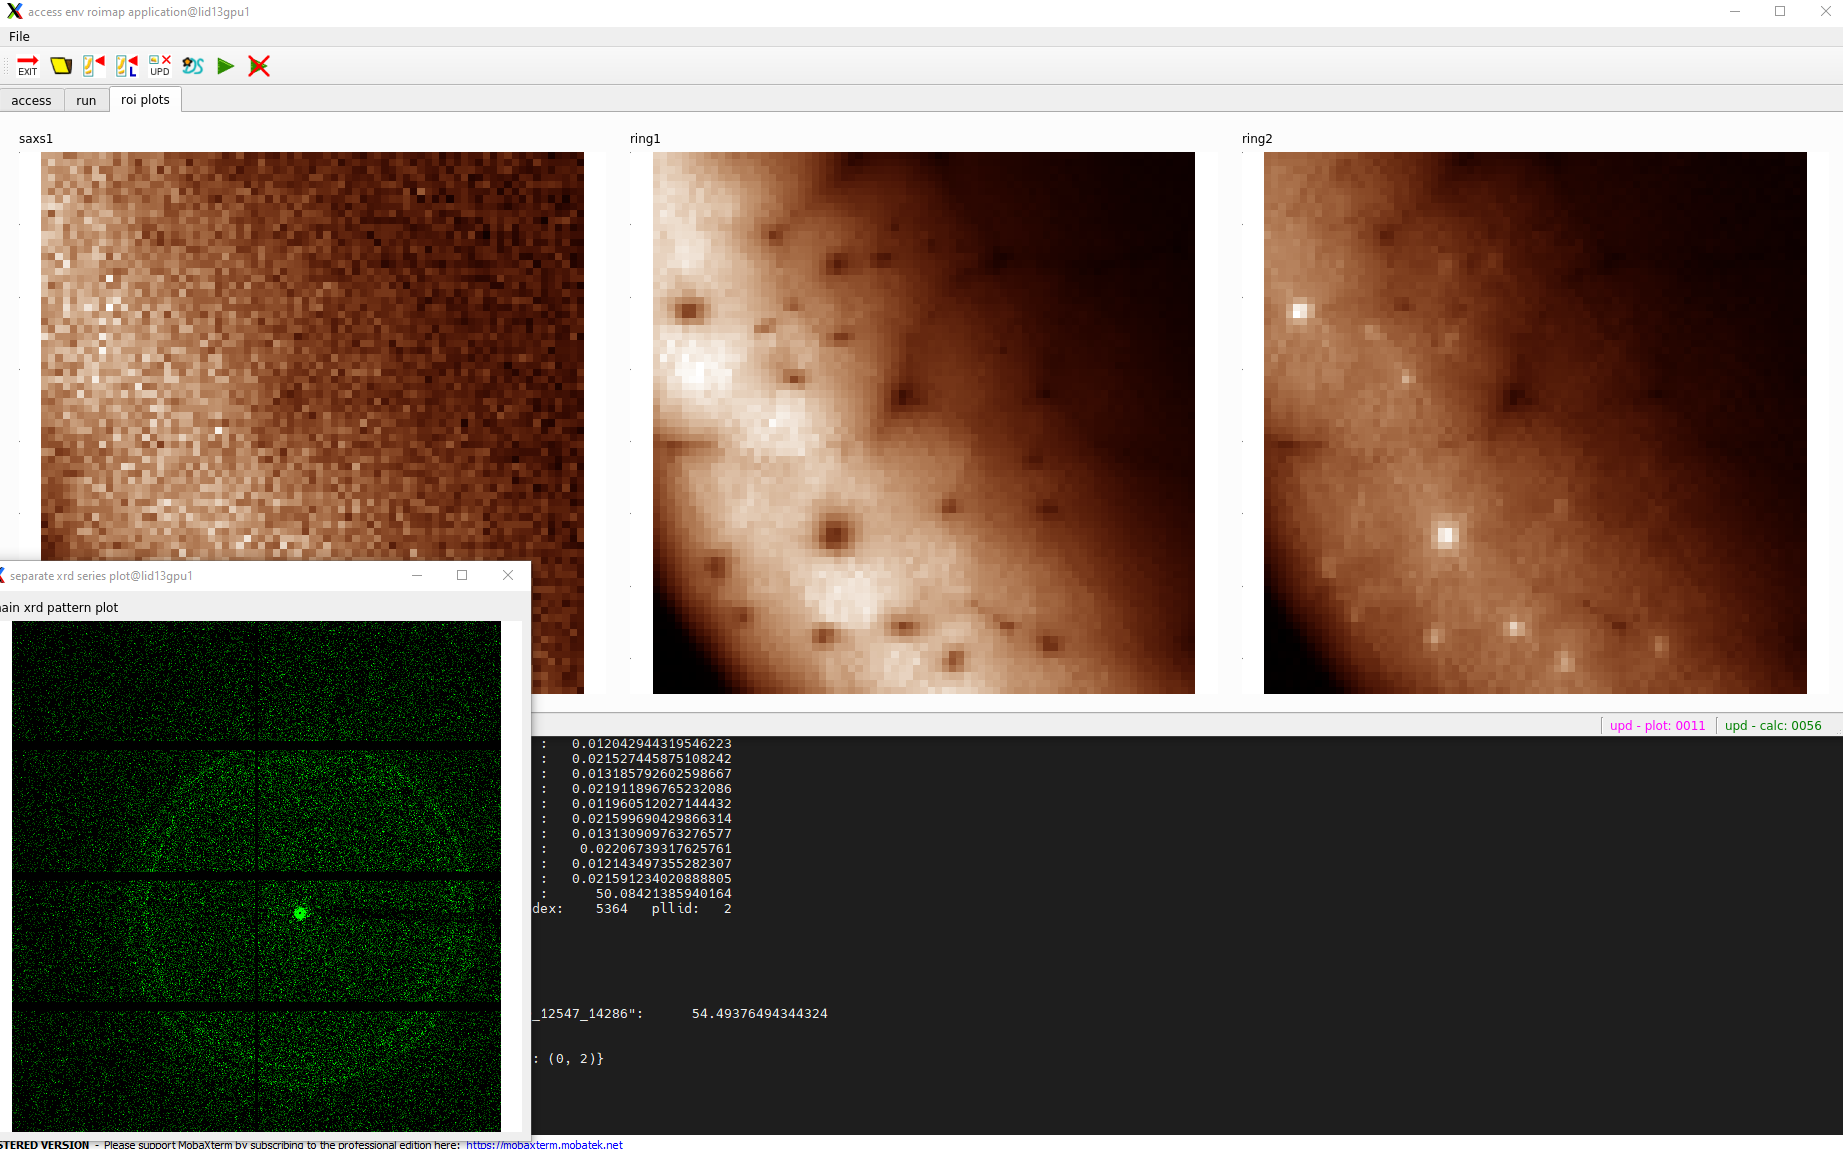 access env roimap application@lid13gpu1
File
EXIT
L
UPD
DS
access run roi plots
saxs1 ring1 ring2
separate xrd series plot@lid13gpu1
ain xrd pattern plot
upd - plot: 0011 upd - calc: 0056
: 0.012042944319546223
: 0.021527445875108242
: 0.013185792602598667
: 0.021911896765232086
: 0.011960512027144432
: 0.021599690429866314
: 0.013130909763276577
: 0.02206739317625761
: 0.012143497355282307
: 0.021591234020888805
: 50.08421385940164
dex: 5364 pllid: 2
_12547_14286": 54.49376494344324
: (0, 2)}
STERED VERSION - Please support MobaXterm by subscribing to the professional edition here: https://mobaxterm.mobatek.net